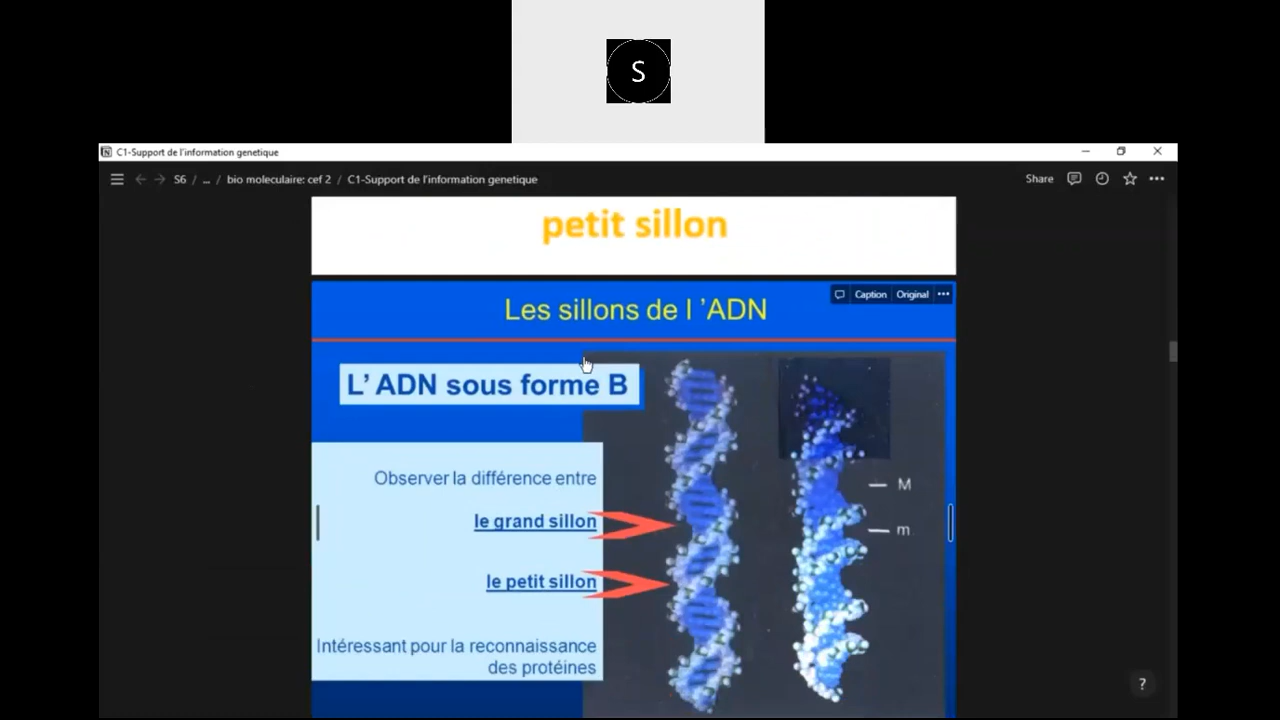 S
C1-Support de l'information genetique
S6 / ... / bio moleculaire: cef 2 / C1-Support de l'information genetique
Share
petit sillon
Les sillons de l 'ADN
Caption Original
L' ADN sous forme B
Observer la différence entre
le grand sillon
le petit sillon
Intéressant pour la reconnaissance
des protéines
M
m
?